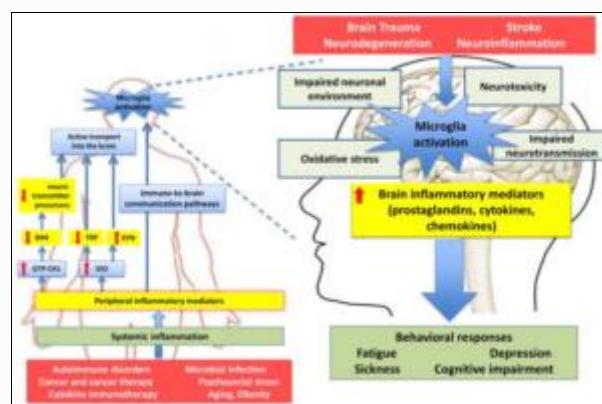 Brain Trauma Stroke
Neurodegeneration Neuroinflammation
Impaired neuronal
environment
Neurotoxicity
Microglia
activation
Oxidative stress
Impaired
neurotransmission
Brain inflammatory mediators
(prostaglandins, cytokines,
chemokines)
Behavioral responses
Fatigue Depression
Sickness Cognitive impairment
Microglia
activation
Active transport
into the brain
neuro
transmitter
precursors
Immune-to-brain
communication pathways
BH4
TRP
KYN
GTP-CH1
IDO
Peripheral inflammatory mediators
Systemic inflammation
Autoimmune disorders Microbial infection
Cancer and cancer therapy Psychosocial stress
Cytokine immunotherapy Aging, Obesity